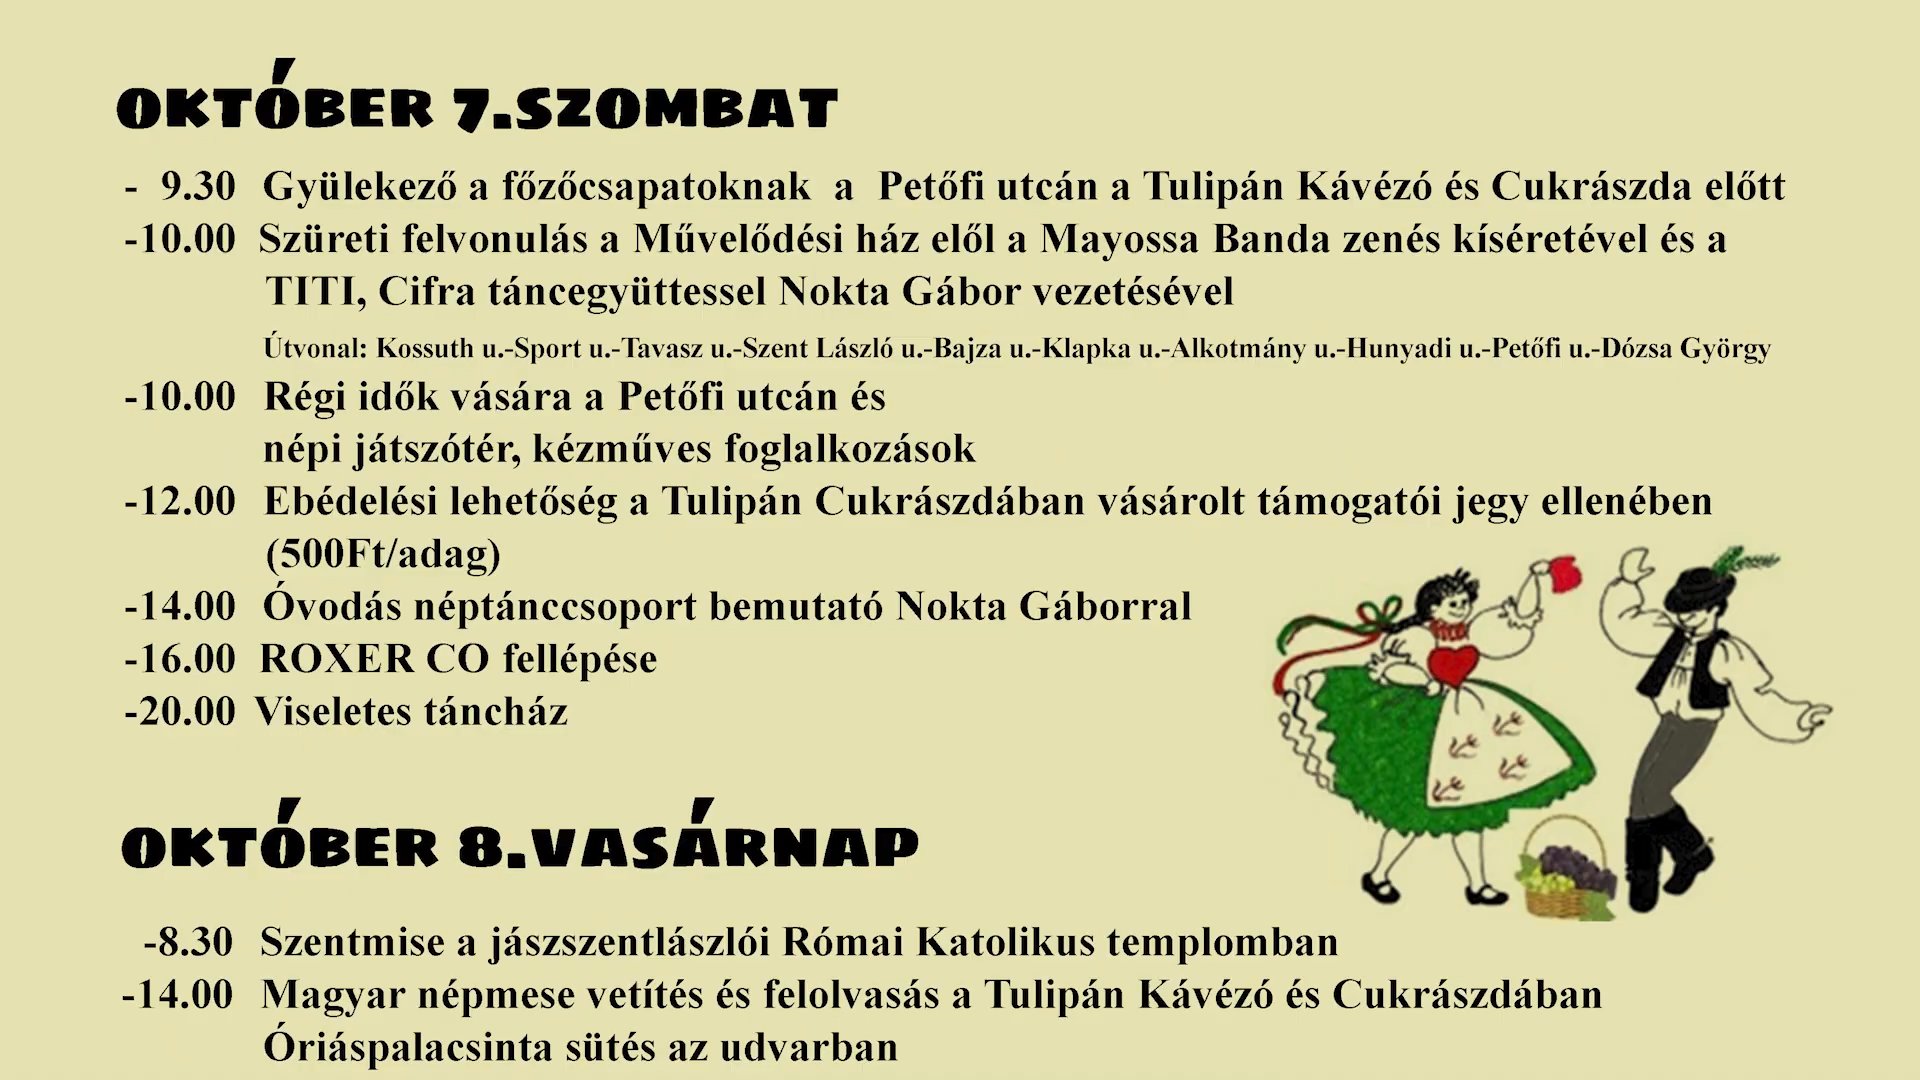 OKTÓBER 7.SZOMBAT
- 9.30 Gyülekező a főzőcsapatoknak a Petőfi utcán a Tulipán Kávézó és Cukrászda előtt
-10.00 Szüreti felvonulás a Művelődési ház elől a Mayossa Banda zenés kíséretével és a
TITI, Cifra táncegyüttessel Nokta Gábor vezetésével
Útvonal: Kossuth u.-Sport u.-Tavasz u.-Szent László u.-Bajza u.-Klapka u.-Alkotmány u.-Hunyadi u.-Petőfi u.-Dózsa György
-10.00 Régi idők vására a Petőfi utcán és
népi játszótér, kézműves foglalkozások
-12.00 Ebédelési lehetőség a Tulipán Cukrászdában vásárolt támogatói jegy ellenében
(500Ft/adag)
-14.00 Óvodás néptánccsoport bemutató Nokta Gáborral
-16.00 ROXER CO fellépése
-20.00 Viseletes táncház
OKTÓBER 8.VASÁRNAP
-8.30 Szentmise a jászszentlászlói Római Katolikus templomban
-14.00 Magyar népmese vetítés és felolvasás a Tulipán Kávézó és Cukrászdában
Óriáspalacsinta sütés az udvarban